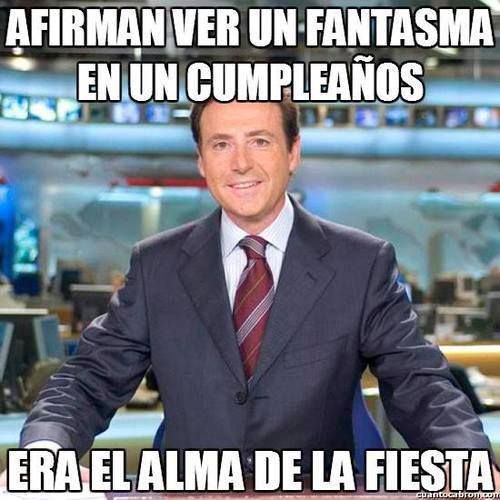 AFIRMAN VER UN FANTASMA
EN UN CUMPLEAÑOS
ERA EL ALMA DE LA FIESTA
cuantocabron.com